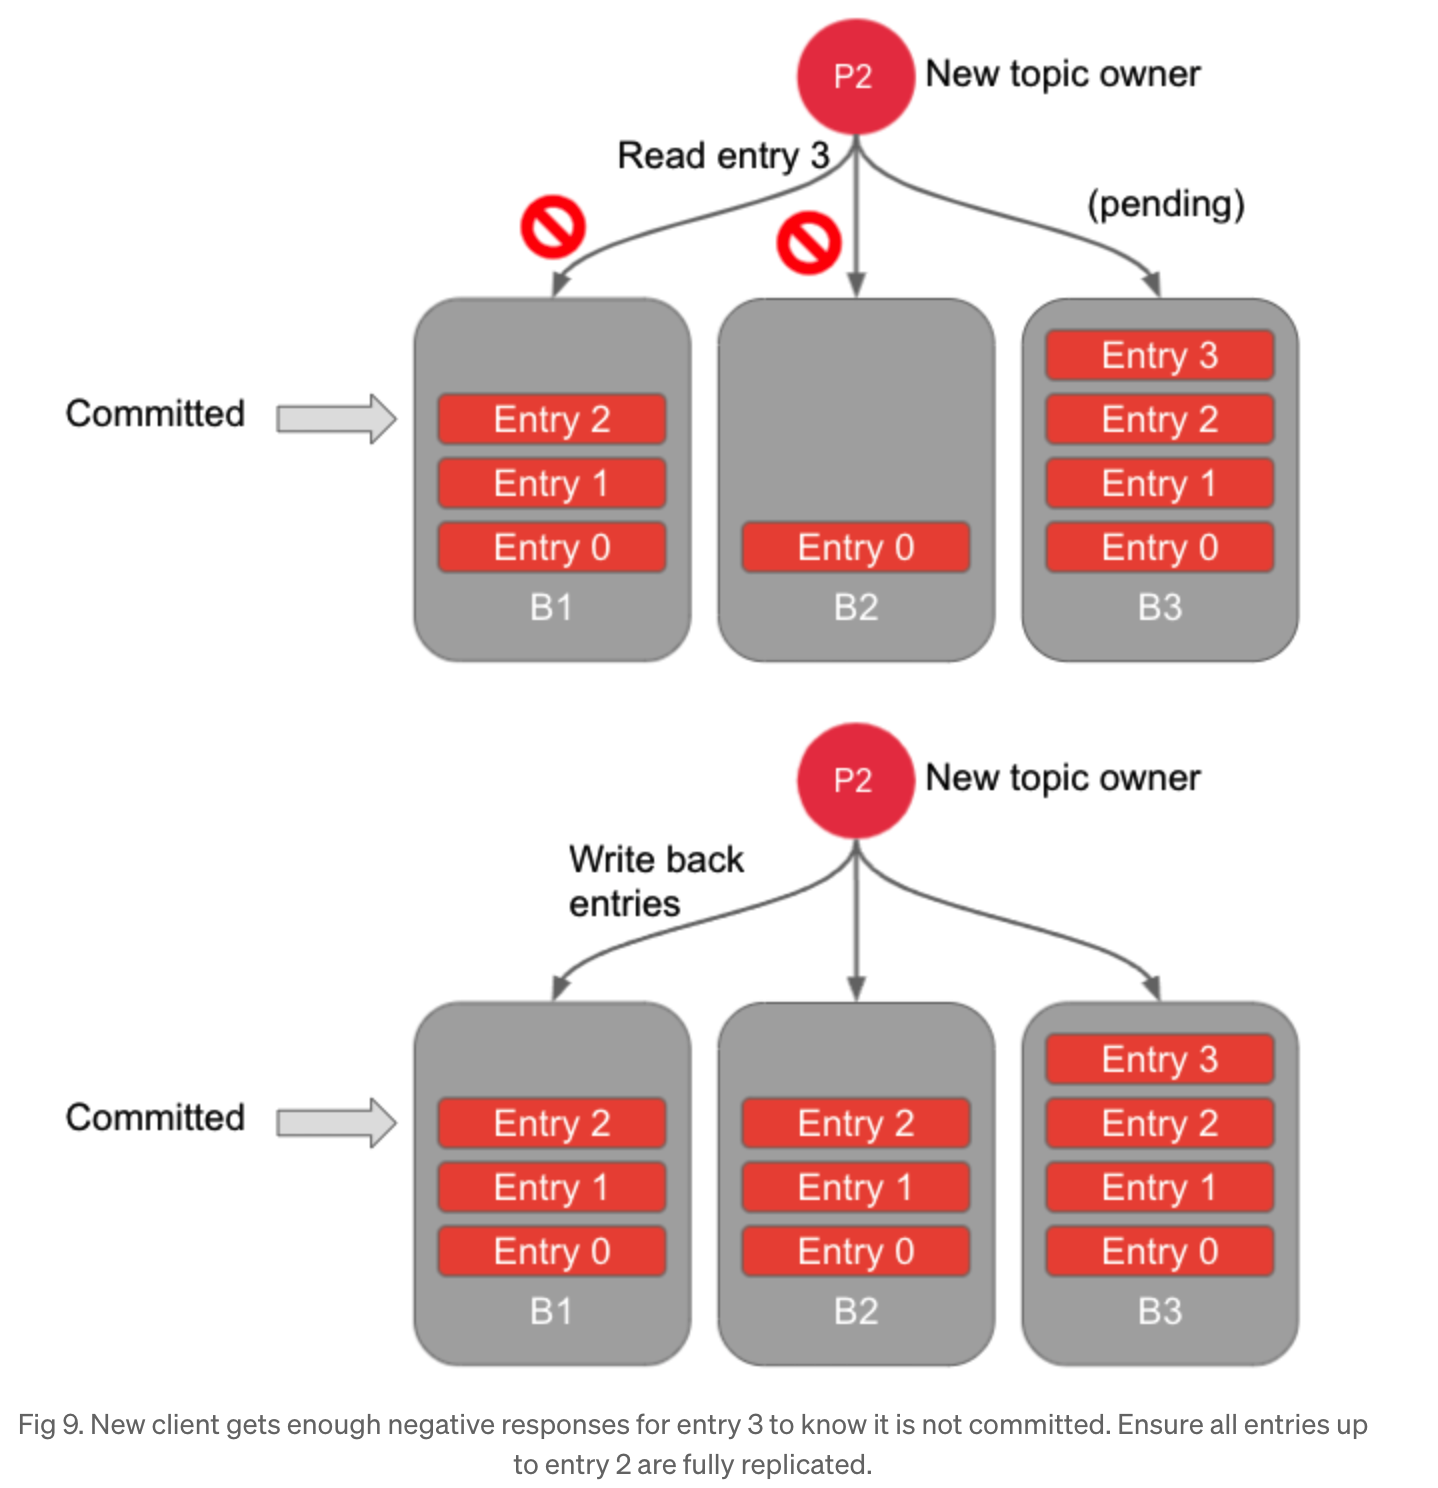 P2
New topic owner
Read entry 3
(pending)
Committed
Entry 2
Entry 1
Entry 0
B1
Entry 0
B2
Entry 3
Entry 2
Entry 1
Entry 0
B3
P2
New topic owner
Write back
entries
Committed
Entry 2
Entry 1
Entry 0
B1
Entry 2
Entry 1
Entry 0
B2
Entry 3
Entry 2
Entry 1
Entry 0
B3
Fig 9. New client gets enough negative responses for entry 3 to know it is not committed. Ensure all entries up
to entry 2 are fully replicated.